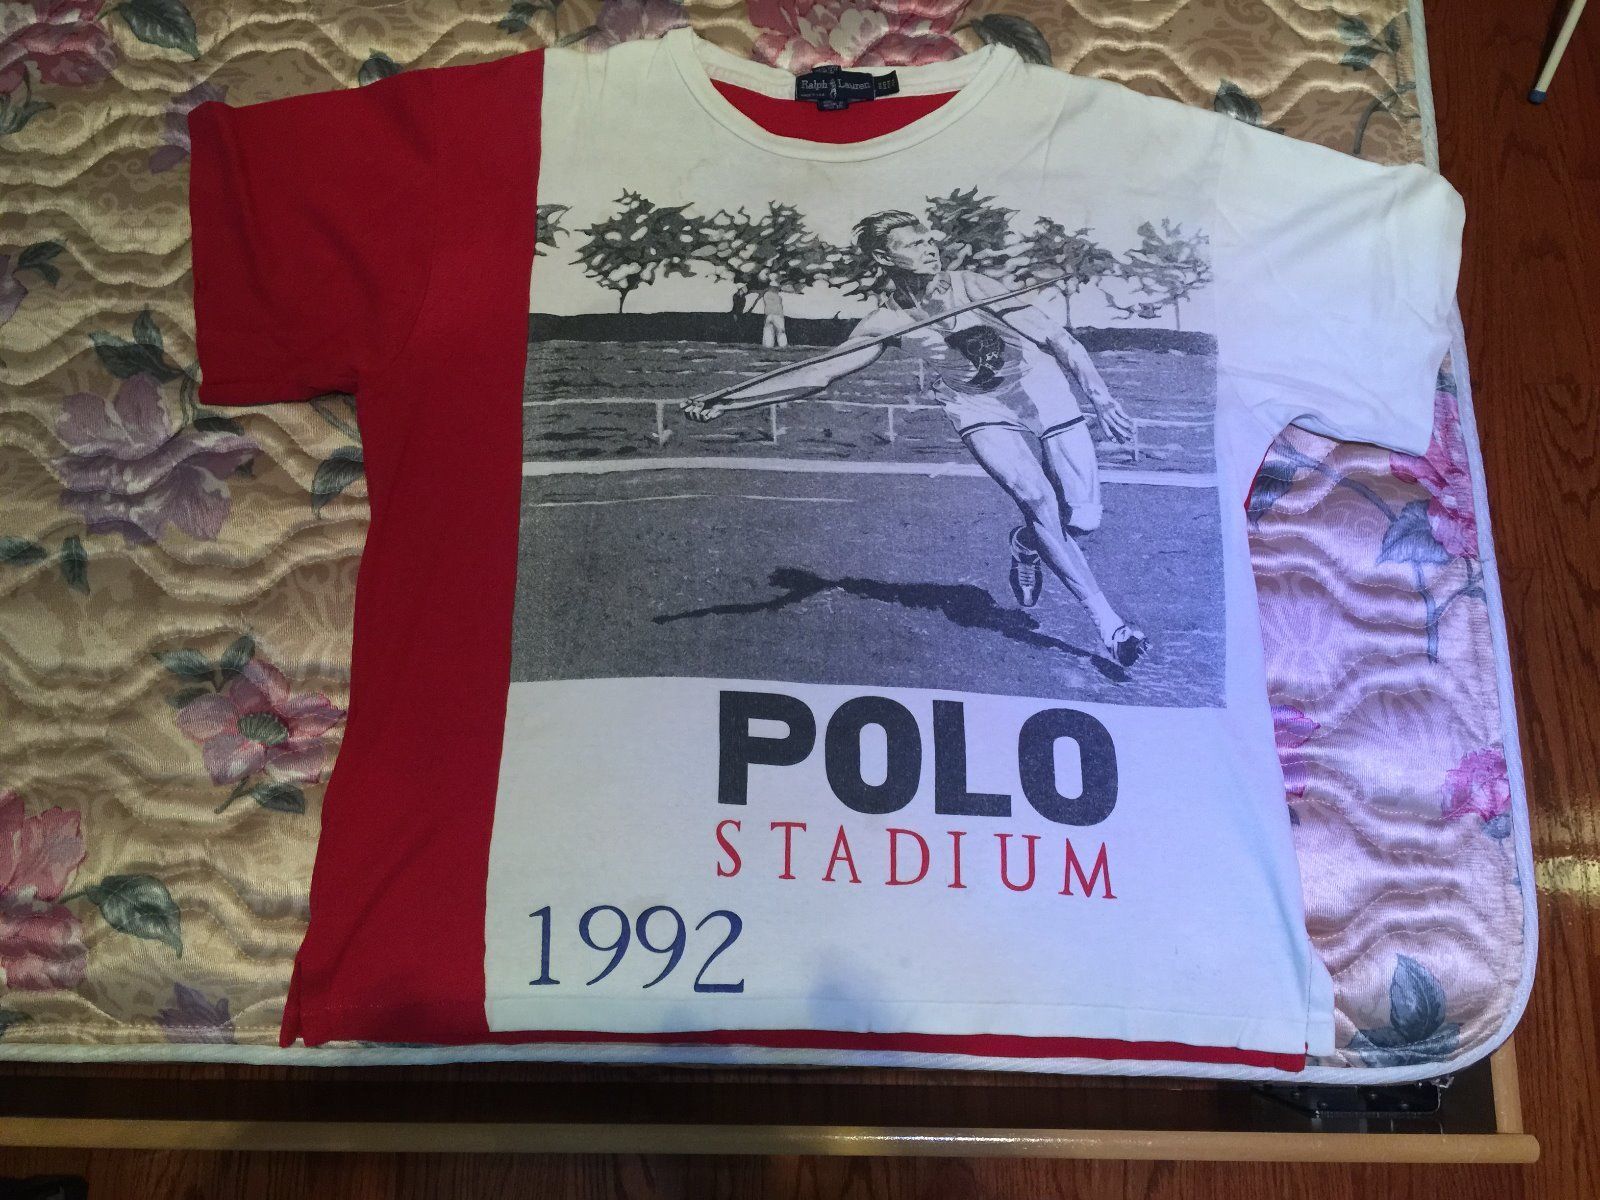 Ralph Lauren
POLO
STADIUM
1992